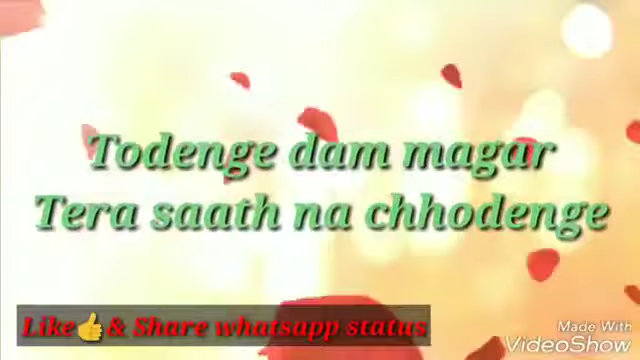 Todenge dam magar
Tera saath na chhodenge
Like👍& Share whatsapp status
Made With
VideoShow